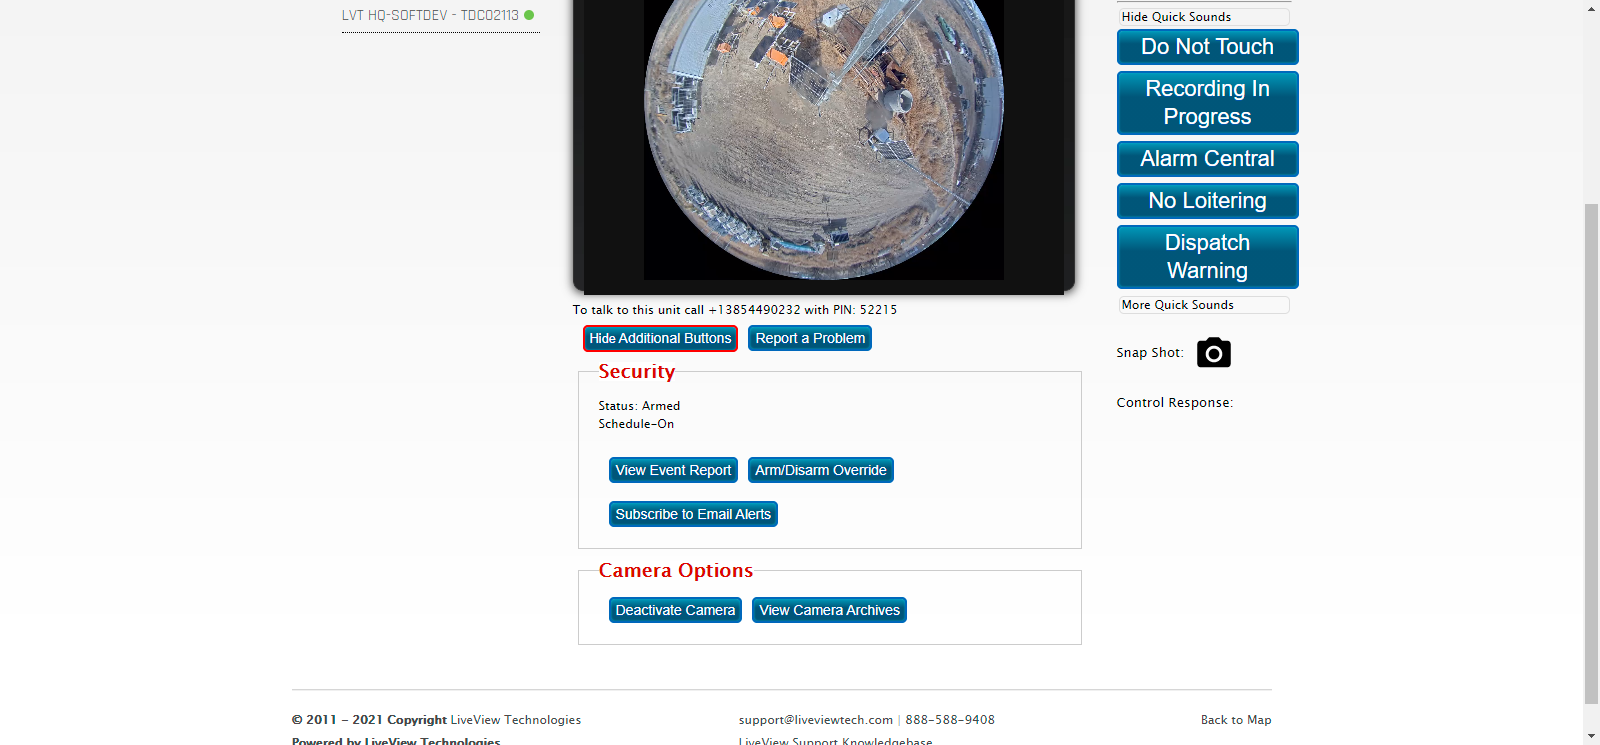 LVT HQ-SOFTDEV - TDC02113
Hide Quick Sounds
Do Not Touch
Recording In
Progress
Alarm Central
No Loitering
Dispatch
Warning
More Quick Sounds
Snap Shot:
Control Response:
To talk to this unit call +13854490232 with PIN: 52215
Hide Additional Buttons
Report a Problem
Security
Status: Armed
Schedule-On
View Event Report
Arm/Disarm Override
Subscribe to Email Alerts
Camera Options
Deactivate Camera
View Camera Archives
© 2011 - 2021 Copyright LiveView Technologies
Powered by LiveView Technologies
support@liveviewtech.com | 888-588-9408
LiveView Support Knowledgebase
Back to Map